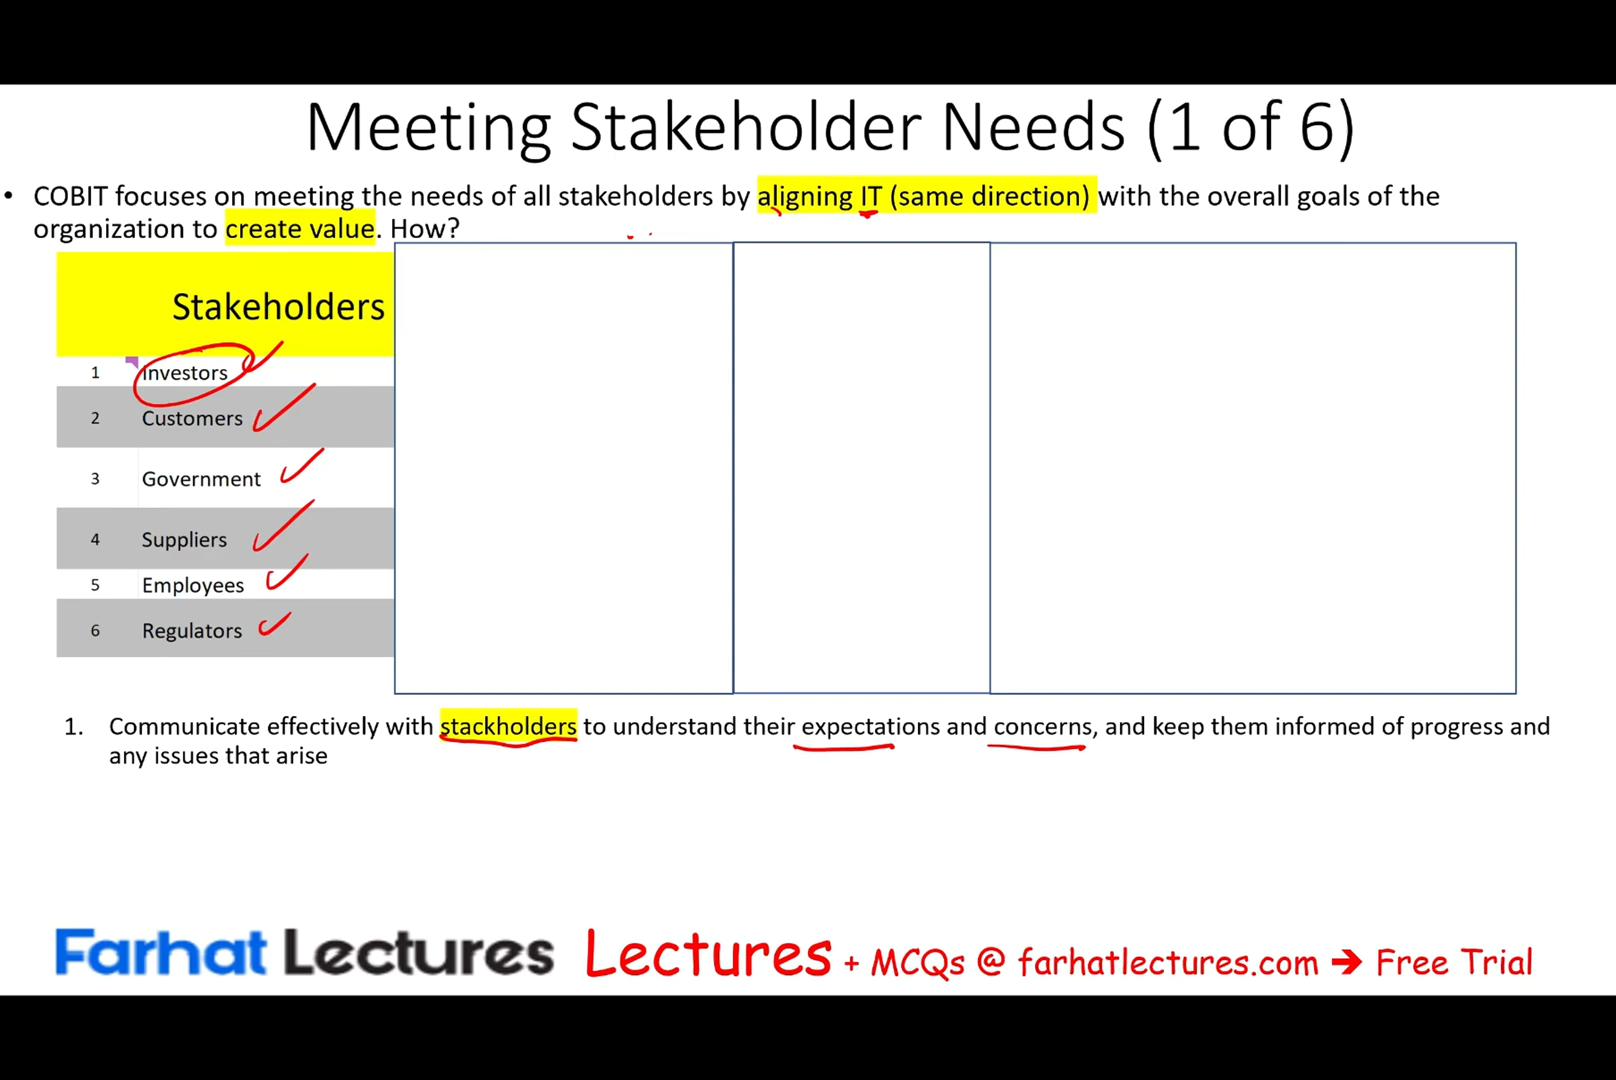 Meeting Stakeholder Needs (1 of 6)
• COBIT focuses on meeting the needs of all stakeholders by aligning IT (same direction) with the overall goals of the
organization to create value. How?
Stakeholders
1 Investors
2 Customers
3 Government
4 Suppliers
5 Employees
6 Regulators
1. Communicate effectively with stackholders to understand their expectations and concerns, and keep them informed of progress and
any issues that arise
Farhat Lectures Lectures + MCQs @ farhatlectures.com → Free Trial